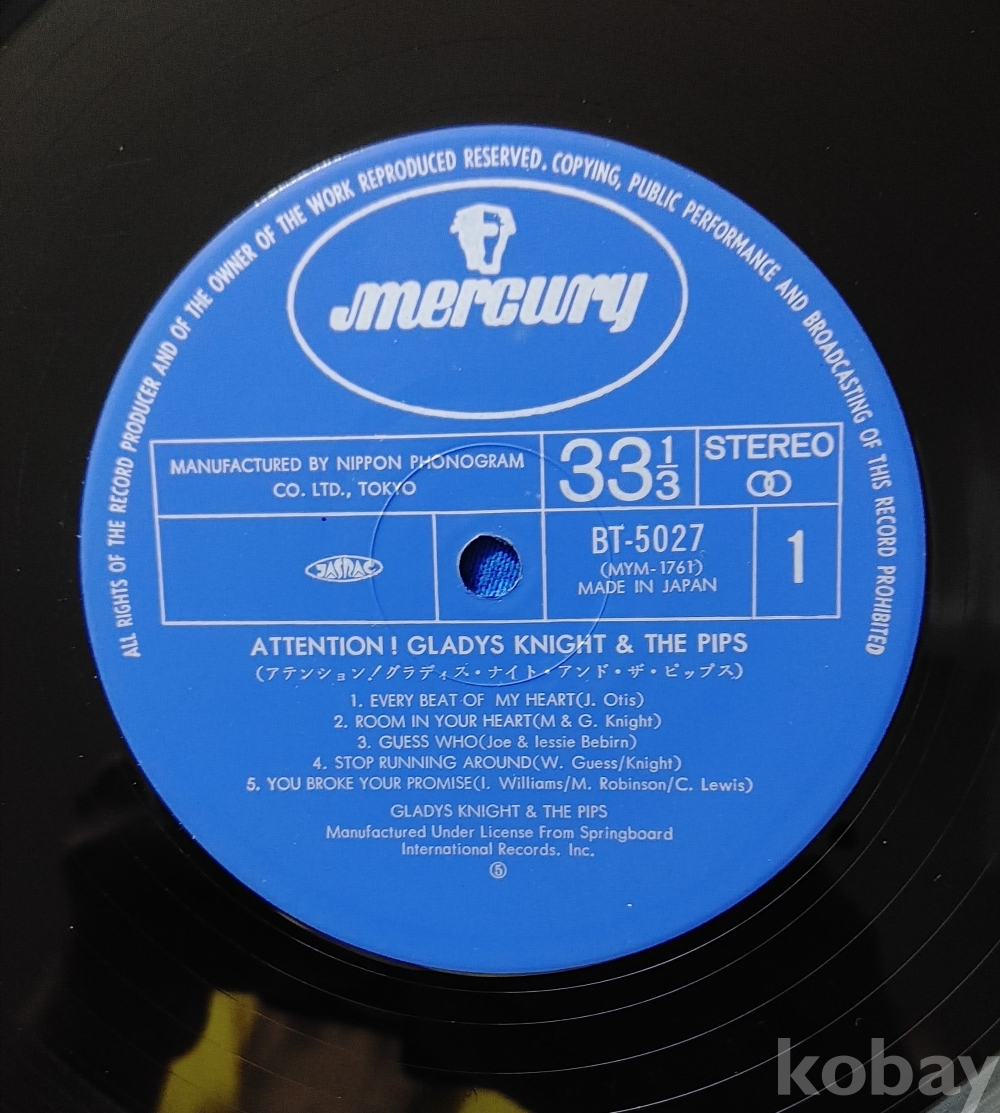 ALL RIGHTS OF THE RECORD PRODUCER AND OF THE OWNER OF THE WORK REPRODUCED RESERVED. COPYING, PUBLIC PERFORMANCE AND BROADCASTING OF THIS RECORD PROHIBITED
mercury
MANUFACTURED BY NIPPON PHONOGRAM
CO. LTD., TOKYO
33 1/3
STEREO
JASRAC
BT-5027
(MYM-1761)
MADE IN JAPAN
1
ATTENTION! GLADYS KNIGHT & THE PIPS
(アテンション!グラディス・ナイト・アンド・ザ・ピップス)
1. EVERY BEAT OF MY HEART(J. Otis)
2. ROOM IN YOUR HEART(M & G. Knight)
3. GUESS WHO(Joe & Iessie Bebirn)
4. STOP RUNNING AROUND(W. Guess/Knight)
5. YOU BROKE YOUR PROMISE(I. Williams/M. Robinson/C. Lewis)
GLADYS KNIGHT & THE PIPS
Manufactured Under License From Springboard
International Records. Inc.
⑤
kobay